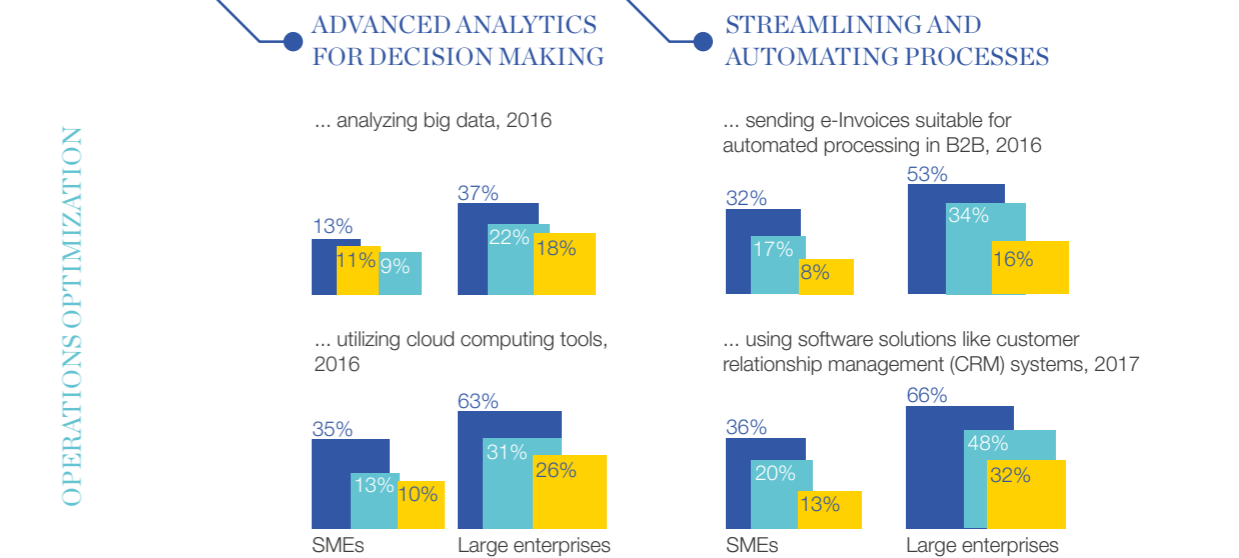 OPERATIONS OPTIMIZATION
ADVANCED ANALYTICS
FOR DECISION MAKING
... analyzing big data, 2016
13%
11%
9%
37%
22%
18%
... utilizing cloud computing tools,
2016
35%
13%
10%
63%
31%
26%
SMEs
Large enterprises
STREAMLINING AND
AUTOMATING PROCESSES
... sending e-Invoices suitable for
automated processing in B2B, 2016
32%
17%
8%
53%
34%
16%
... using software solutions like customer
relationship management (CRM) systems, 2017
36%
20%
13%
66%
48%
32%
SMEs
Large enterprises